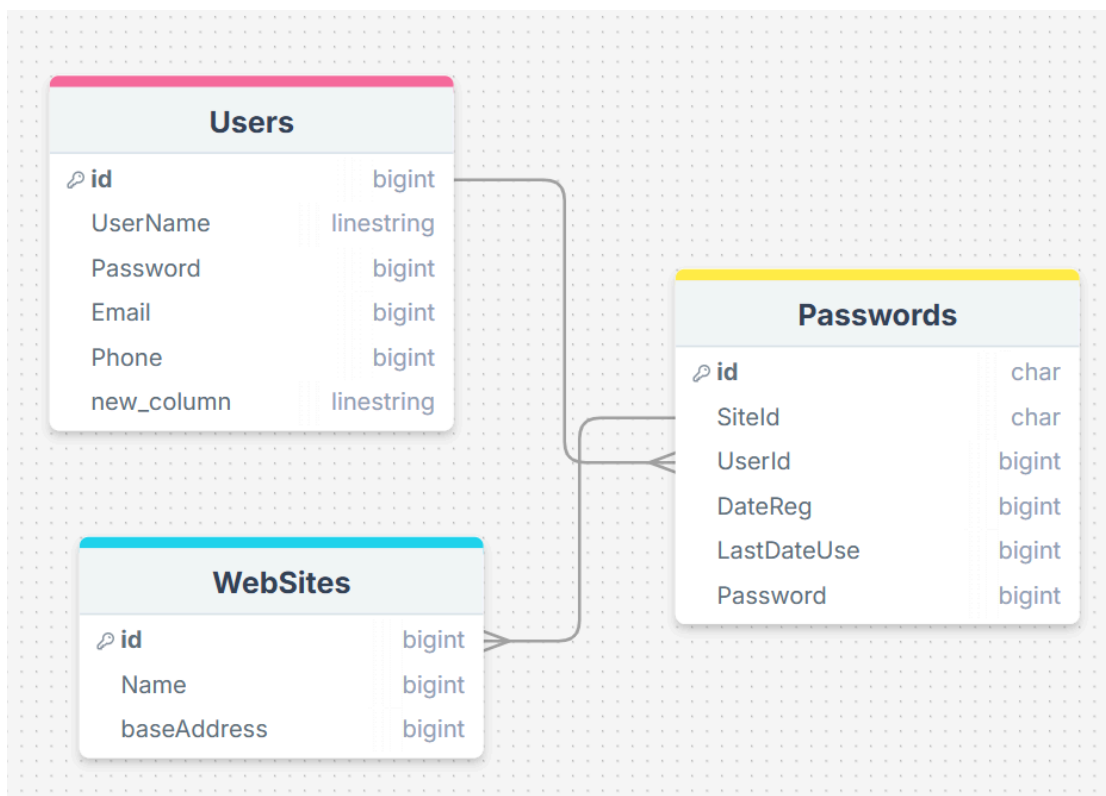 Users
id bigint
UserName linestring
Password bigint
Email bigint
Phone bigint
new_column linestring
Passwords
id char
SiteId char
UserId bigint
DateReg bigint
LastDateUse bigint
Password bigint
WebSites
id bigint
Name bigint
baseAddress bigint